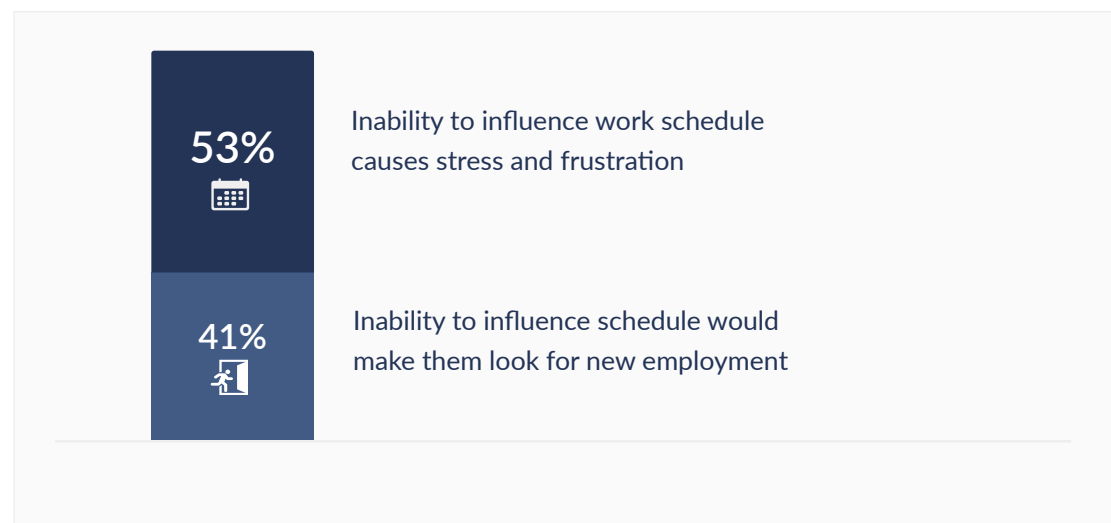 53%
Inability to influence work schedule
causes stress and frustration
41%
Inability to influence schedule would
make them look for new employment